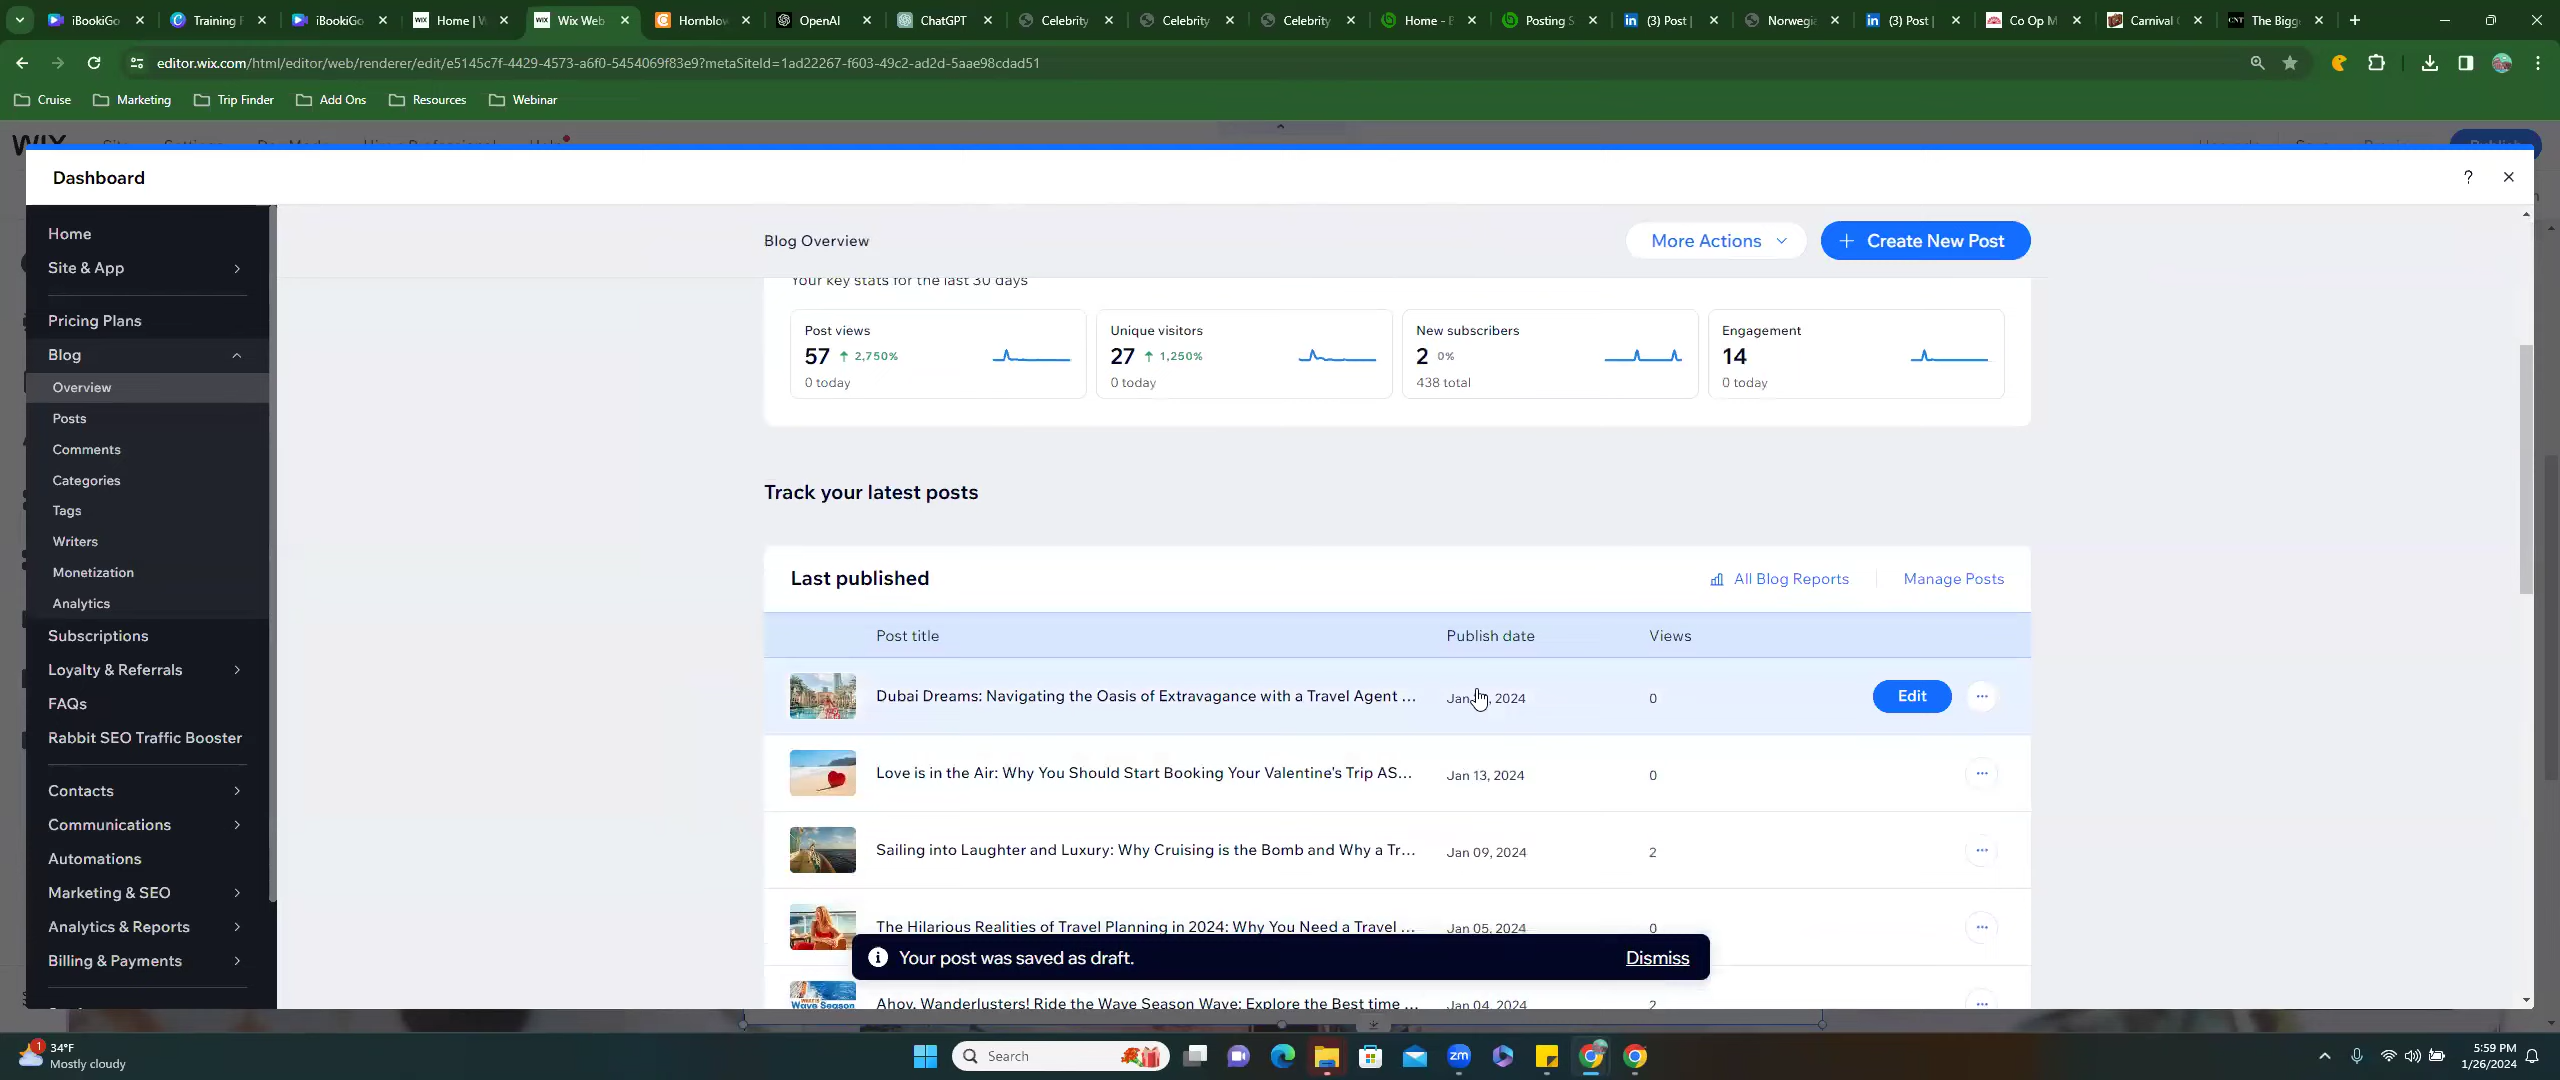 iBookiGo
Training F
iBookiGo
Home | W
Wix Web
Hornblow
OpenAI
ChatGPT
Celebrity
Celebrity
Celebrity
Home - B
Posting S
(3) Post |
Norwegia
(3) Post |
Co Op M
Carnival
The Bigg
editor.wix.com/html/editor/web/renderer/edit/e5145c7f-4429-4573-a6f0-5454069f83e9?metaSiteId=1ad22267-f603-49c2-ad2d-5aae98cdad51
Cruise Marketing Trip Finder Add Ons Resources Webinar
WIX
Dashboard
?
Home
Site & App
Pricing Plans
Blog
Overview
Posts
Comments
Categories
Tags
Writers
Monetization
Analytics
Subscriptions
Loyalty & Referrals
FAQs
Rabbit SEO Traffic Booster
Contacts
Communications
Automations
Marketing & SEO
Analytics & Reports
Billing & Payments
Blog Overview
More Actions
+ Create New Post
Your key stats for the last 30 days
Post views
57 ↑ 2,750%
0 today
Unique visitors
27 ↑ 1,250%
0 today
New subscribers
2 0%
438 total
Engagement
14
0 today
Track your latest posts
Last published
All Blog Reports
Manage Posts
Post title Publish date Views
Dubai Dreams: Navigating the Oasis of Extravagance with a Travel Agent ... Jan , 2024 0 Edit ...
Love is in the Air: Why You Should Start Booking Your Valentine's Trip AS... Jan 13, 2024 0 ...
Sailing into Laughter and Luxury: Why Cruising is the Bomb and Why a Tr... Jan 09, 2024 2 ...
The Hilarious Realities of Travel Planning in 2024: Why You Need a Travel ... Jan 05, 2024 0 ...
Your post was saved as draft. Dismiss
Ahoy, Wanderlusters! Ride the Wave Season Wave: Explore the Best time ... Jan 04, 2024 2 ...
1
34°F
Mostly cloudy
Search
zm
5:59 PM
1/26/2024